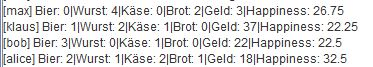 [max] Bier: 0|Wurst: 4|Käse: 0|Brot: 2|Geld: 3|Happiness: 26.75
[klaus] Bier: 1|Wurst: 2|Käse: 1|Brot: 0|Geld: 37|Happiness: 22.25
[bob] Bier: 3|Wurst: 0|Käse: 1|Brot: 0|Geld: 22|Happiness: 22.5
[alice] Bier: 2|Wurst: 1|Käse: 2|Brot: 1|Geld: 18|Happiness: 32.5